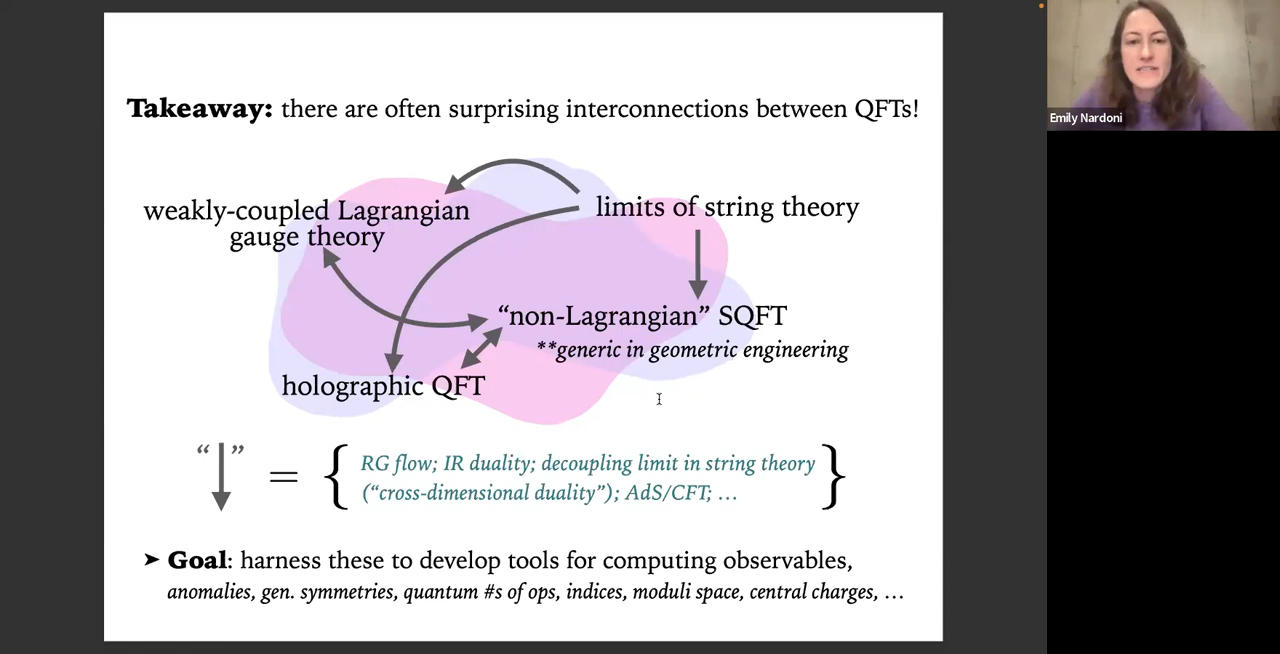 Takeaway: there are often surprising interconnections between QFTs!
Emily Nardoni
weakly-coupled Lagrangian
gauge theory
limits of string theory
“non-Lagrangian” SQFT
**generic in geometric engineering
holographic QFT
“ ” = { RG flow; IR duality; decoupling limit in string theory
(“cross-dimensional duality”); AdS/CFT; … }
➤ Goal: harness these to develop tools for computing observables,
anomalies, gen. symmetries, quantum #s of ops, indices, moduli space, central charges, …